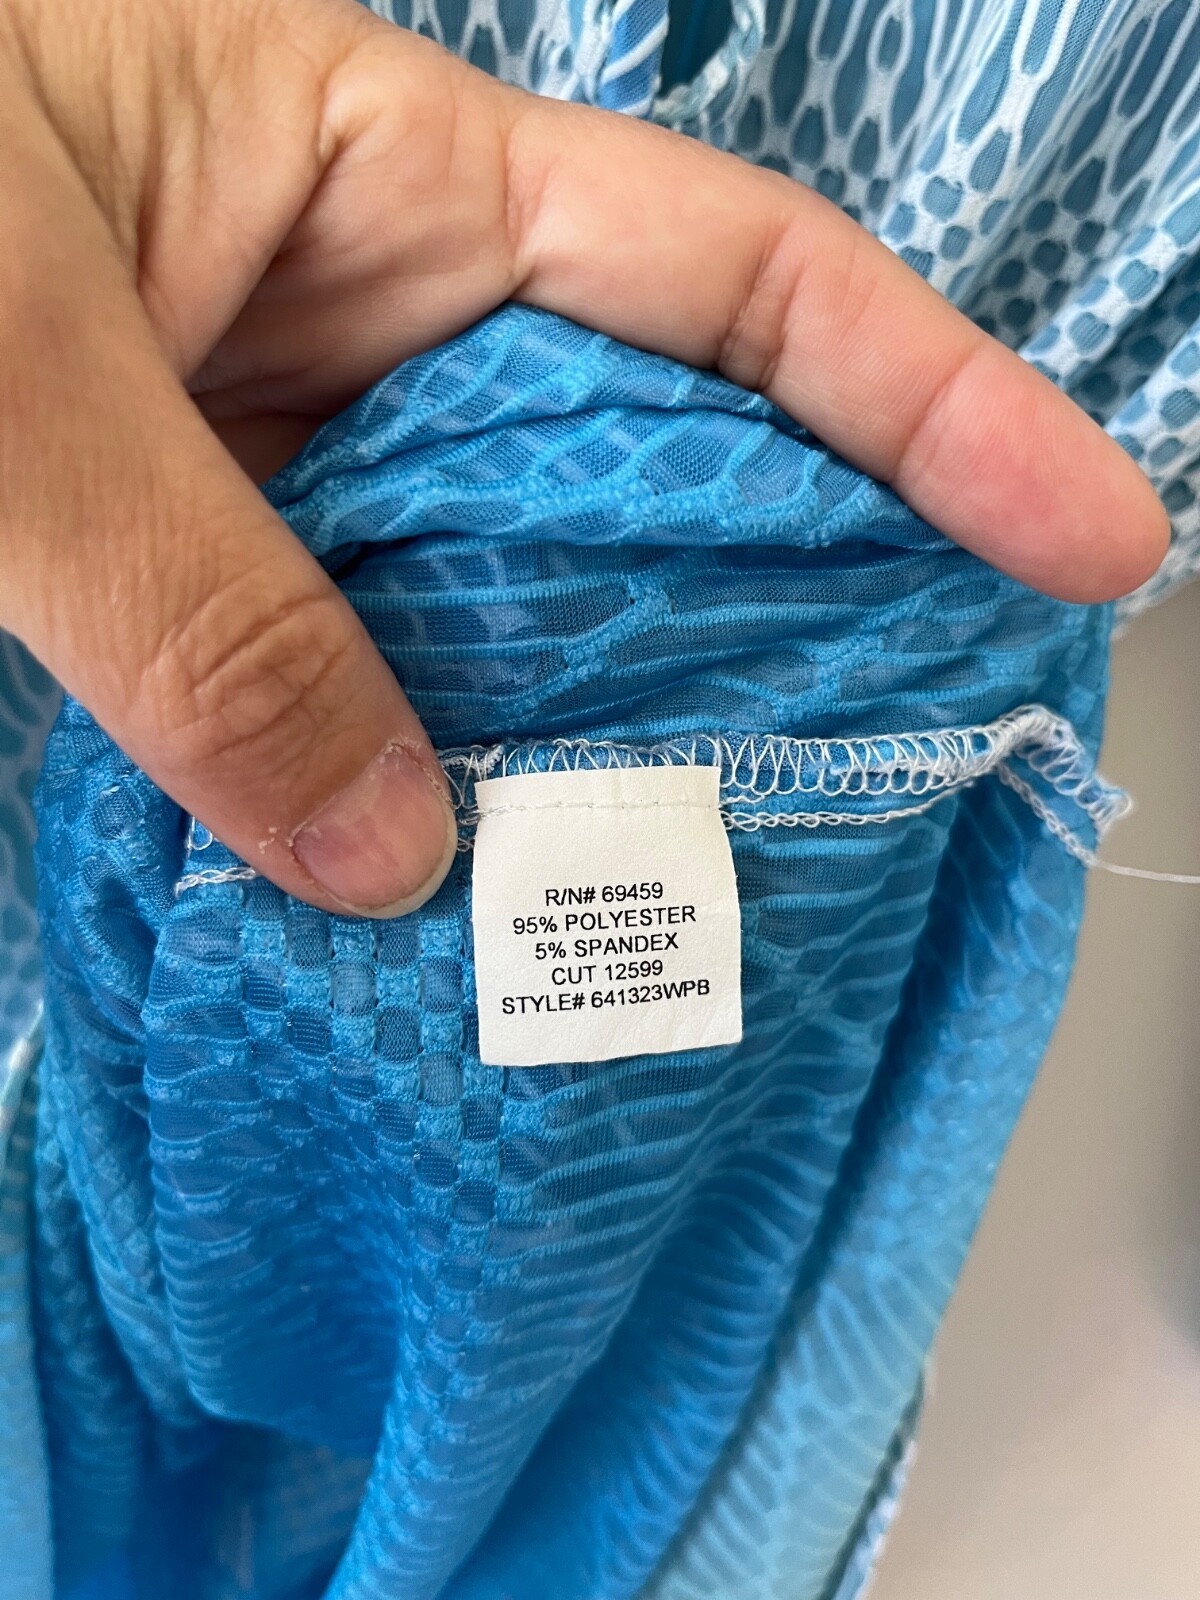 R/N# 69459
95% POLYESTER
5% SPANDEX
CUT 12599
STYLE# 641323WPB